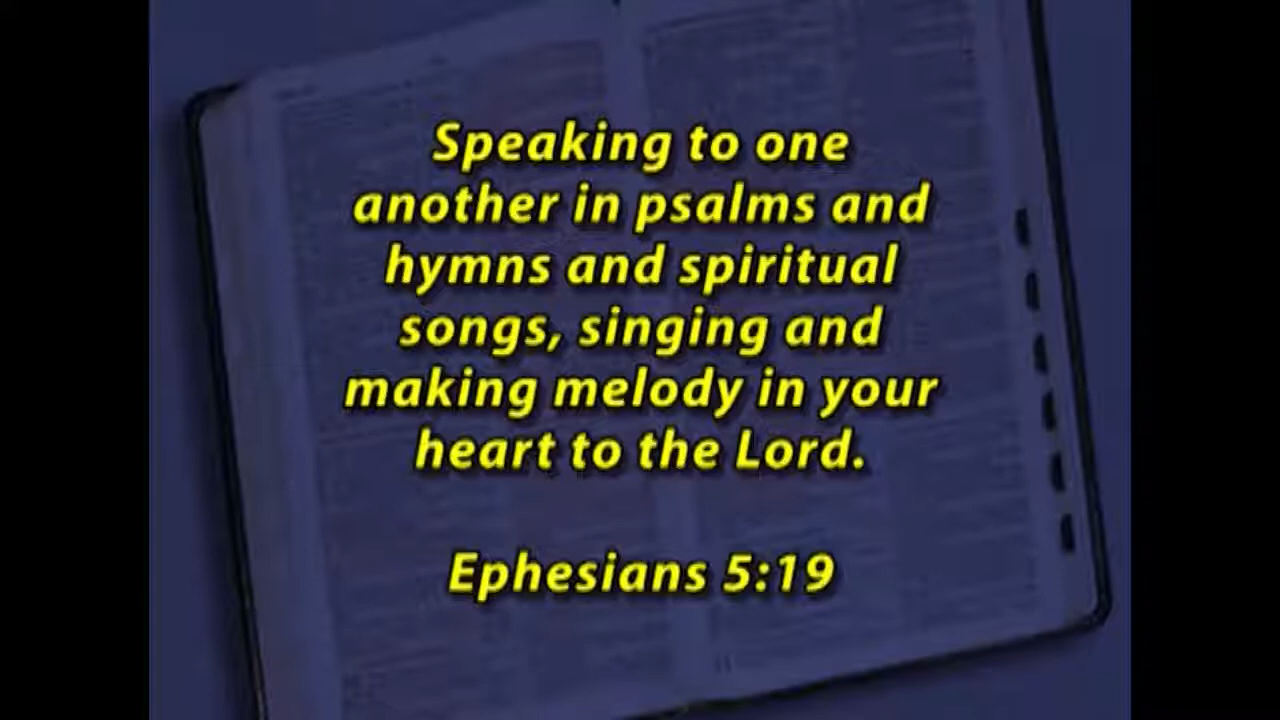 Speaking to one
another in psalms and
hymns and spiritual
songs, singing and
making melody in your
heart to the Lord.
Ephesians 5:19